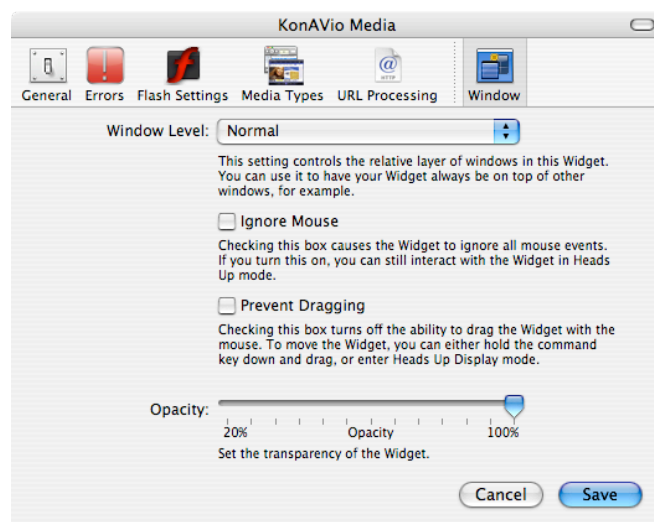 KonAVio Media
General Errors Flash Settings Media Types URL Processing Window
@
HTTP
Window Level: Normal
This setting controls the relative layer of windows in this Widget.
You can use it to have your Widget always be on top of other
windows, for example.
Ignore Mouse
Checking this box causes the Widget to ignore all mouse events.
If you turn this on, you can still interact with the Widget in Heads
Up mode.
Prevent Dragging
Checking this box turns off the ability to drag the Widget with the
mouse. To move the Widget, you can either hold the command
key down and drag, or enter Heads Up Display mode.
Opacity:
20% Opacity 100%
Set the transparency of the Widget.
Cancel Save